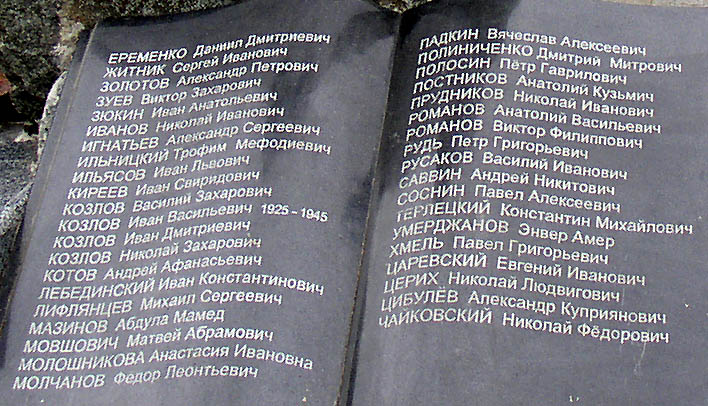 ЕРЕМЕНКО Даниил Дмитриевич
ЖИТНИК Сергей Иванович
ЗОЛОТОВ Александр Петрович
ЗУЕВ Виктор Захарович
ЗЮКИН Иван Анатольевич
ИВАНОВ Николай Иванович
ИГНАТЬЕВ Александр Сергеевич
ИЛЬНИЦКИЙ Трофим Мефодиевич
ИЛЬЯСОВ Иван Львович
КИРЕЕВ Иван Свиридович
КОЗЛОВ Василий Захарович
КОЗЛОВ Иван Васильевич 1925-1945
КОЗЛОВ Иван Дмитриевич
КОЗЛОВ Николай Захарович
КОТОВ Андрей Афанасьевич
ЛЕБЕДИНСКИЙ Иван Константинович
ЛИФЛЯНЦЕВ Михаил Сергеевич
МАЗИНОВ Абдула Мамед
МОВШОВИЧ Матвей Абрамович
МОЛОШНИКОВА Анастасия Ивановна
МОЛЧАНОВ Федор Леонтьевич
ПАДКИН Вячеслав Алексеевич
ПОЛИНИЧЕНКО Дмитрий Митрович
ПОЛОСИН Пётр Гаврилович
ПОСТНИКОВ Анатолий Кузьмич
ПРУДНИКОВ Николай Иванович
РОМАНОВ Анатолий Васильевич
РОМАНОВ Виктор Филиппович
РУДЬ Петр Григорьевич
РУСАКОВ Василий Иванович
САВВИН Андрей Никитович
СОСНИН Павел Алексеевич
ТЕРЛЕЦКИЙ Константин Михайлович
УМЕРДЖАНОВ Энвер Амер
ХМЕЛЬ Павел Григорьевич
ЦАРЕВСКИЙ Евгений Иванович
ЦЕРИХ Николай Людвигович
ЦИБУЛЁВ Александр Куприянович
ЧАЙКОВСКИЙ Николай Фёдорович